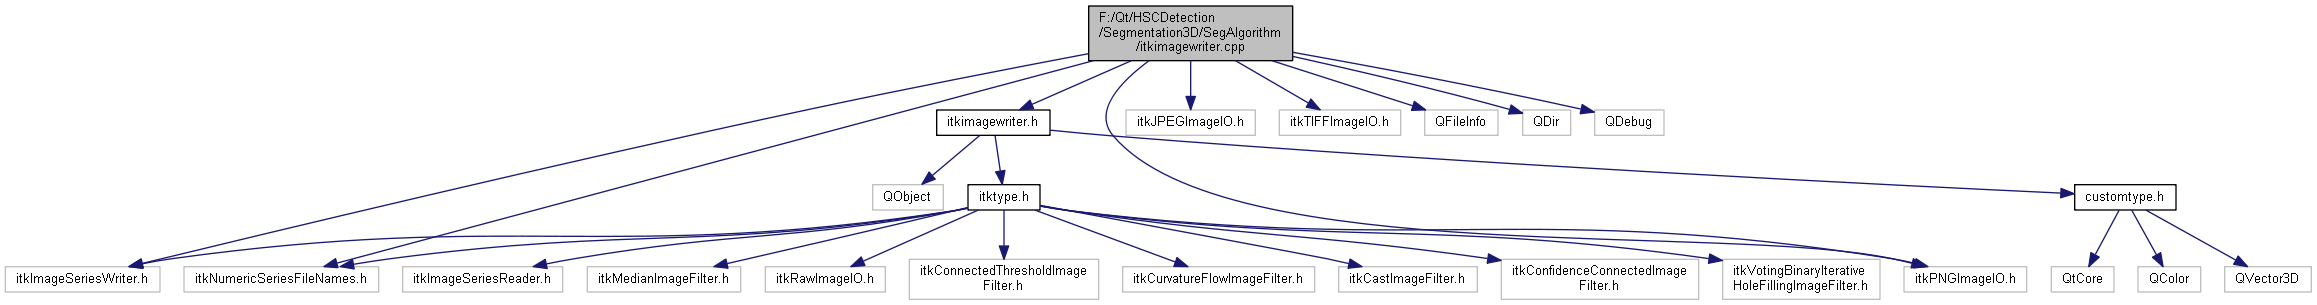 F:/Qt/HSCDetection
/Segmentation3D/SegAlgorithm
/itkimagewriter.cpp
itkimagewriter.h
itkJPEGImageIO.h
itkTIFFImageIO.h
QFileInfo
QDir
QDebug
QObject
itktype.h
customtype.h
itkImageSeriesWriter.h
itkNumericSeriesFileNames.h
itkImageSeriesReader.h
itkMedianImageFilter.h
itkRawImageIO.h
itkConnectedThresholdImage
Filter.h
itkCurvatureFlowImageFilter.h
itkCastImageFilter.h
itkConfidenceConnectedImage
Filter.h
itkVotingBinaryIterative
HoleFillingImageFilter.h
itkPNGImageIO.h
QtCore
QColor
QVector3D